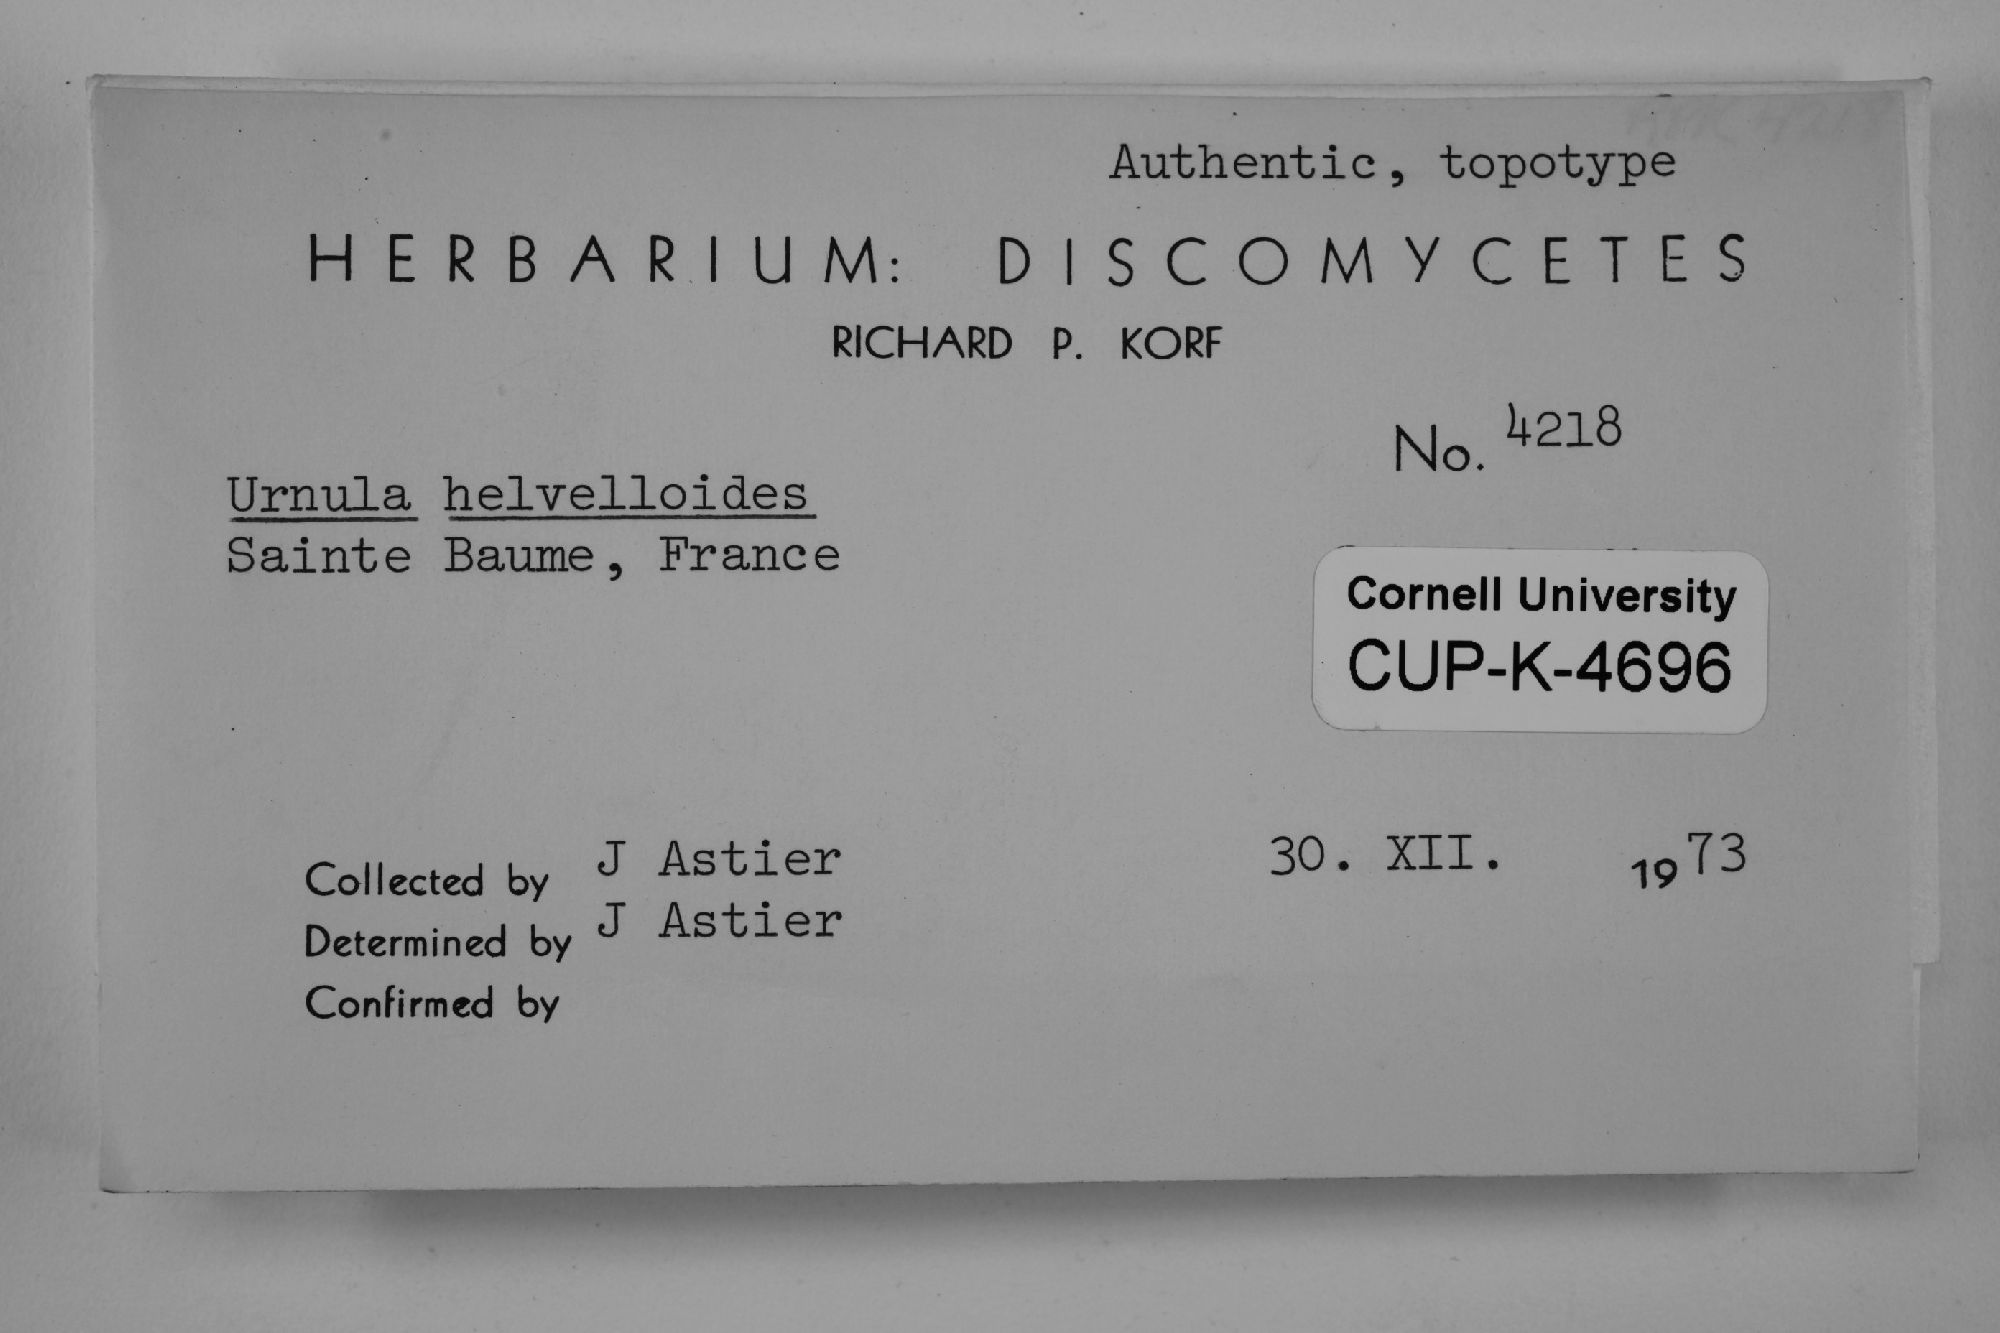 Authentic, topotype
HERBARIUM: DISCOMYCETES
RICHARD P. KORF
No. 4218
Urnula helvelloides
Sainte Baume, France
Cornell University
CUP-K-4696
Collected by J Astier 30. XII. 1973
Determined by J Astier
Confirmed by